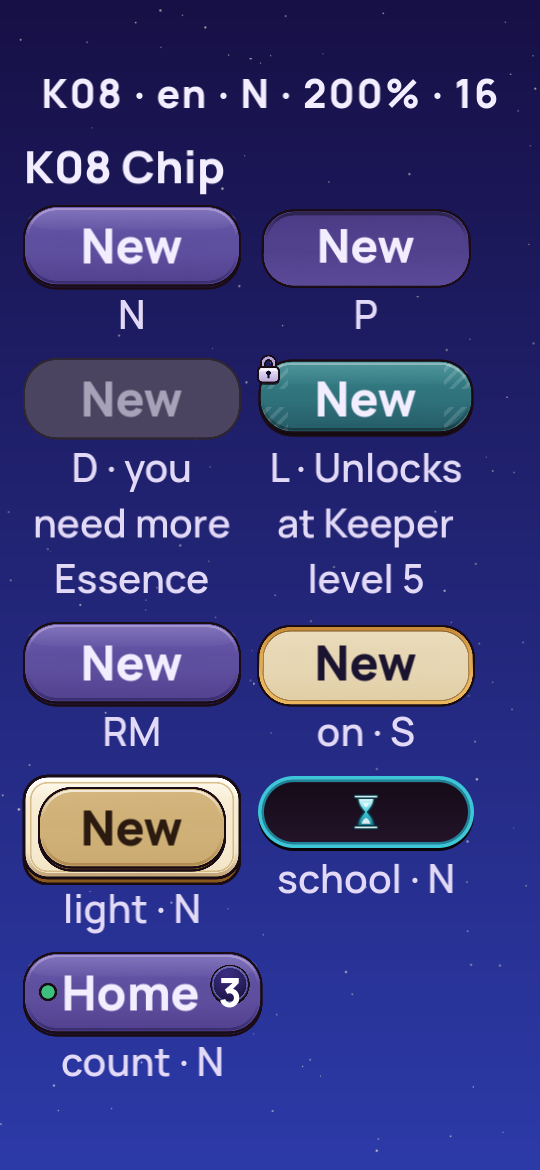 K08 · en · N · 200% · 16
K08 Chip
New
New
N
P
New
New
D · you
need more
Essence
L · Unlocks
at Keeper
level 5
New
New
RM
on · S
New
light · N
school · N
Home 3
count · N